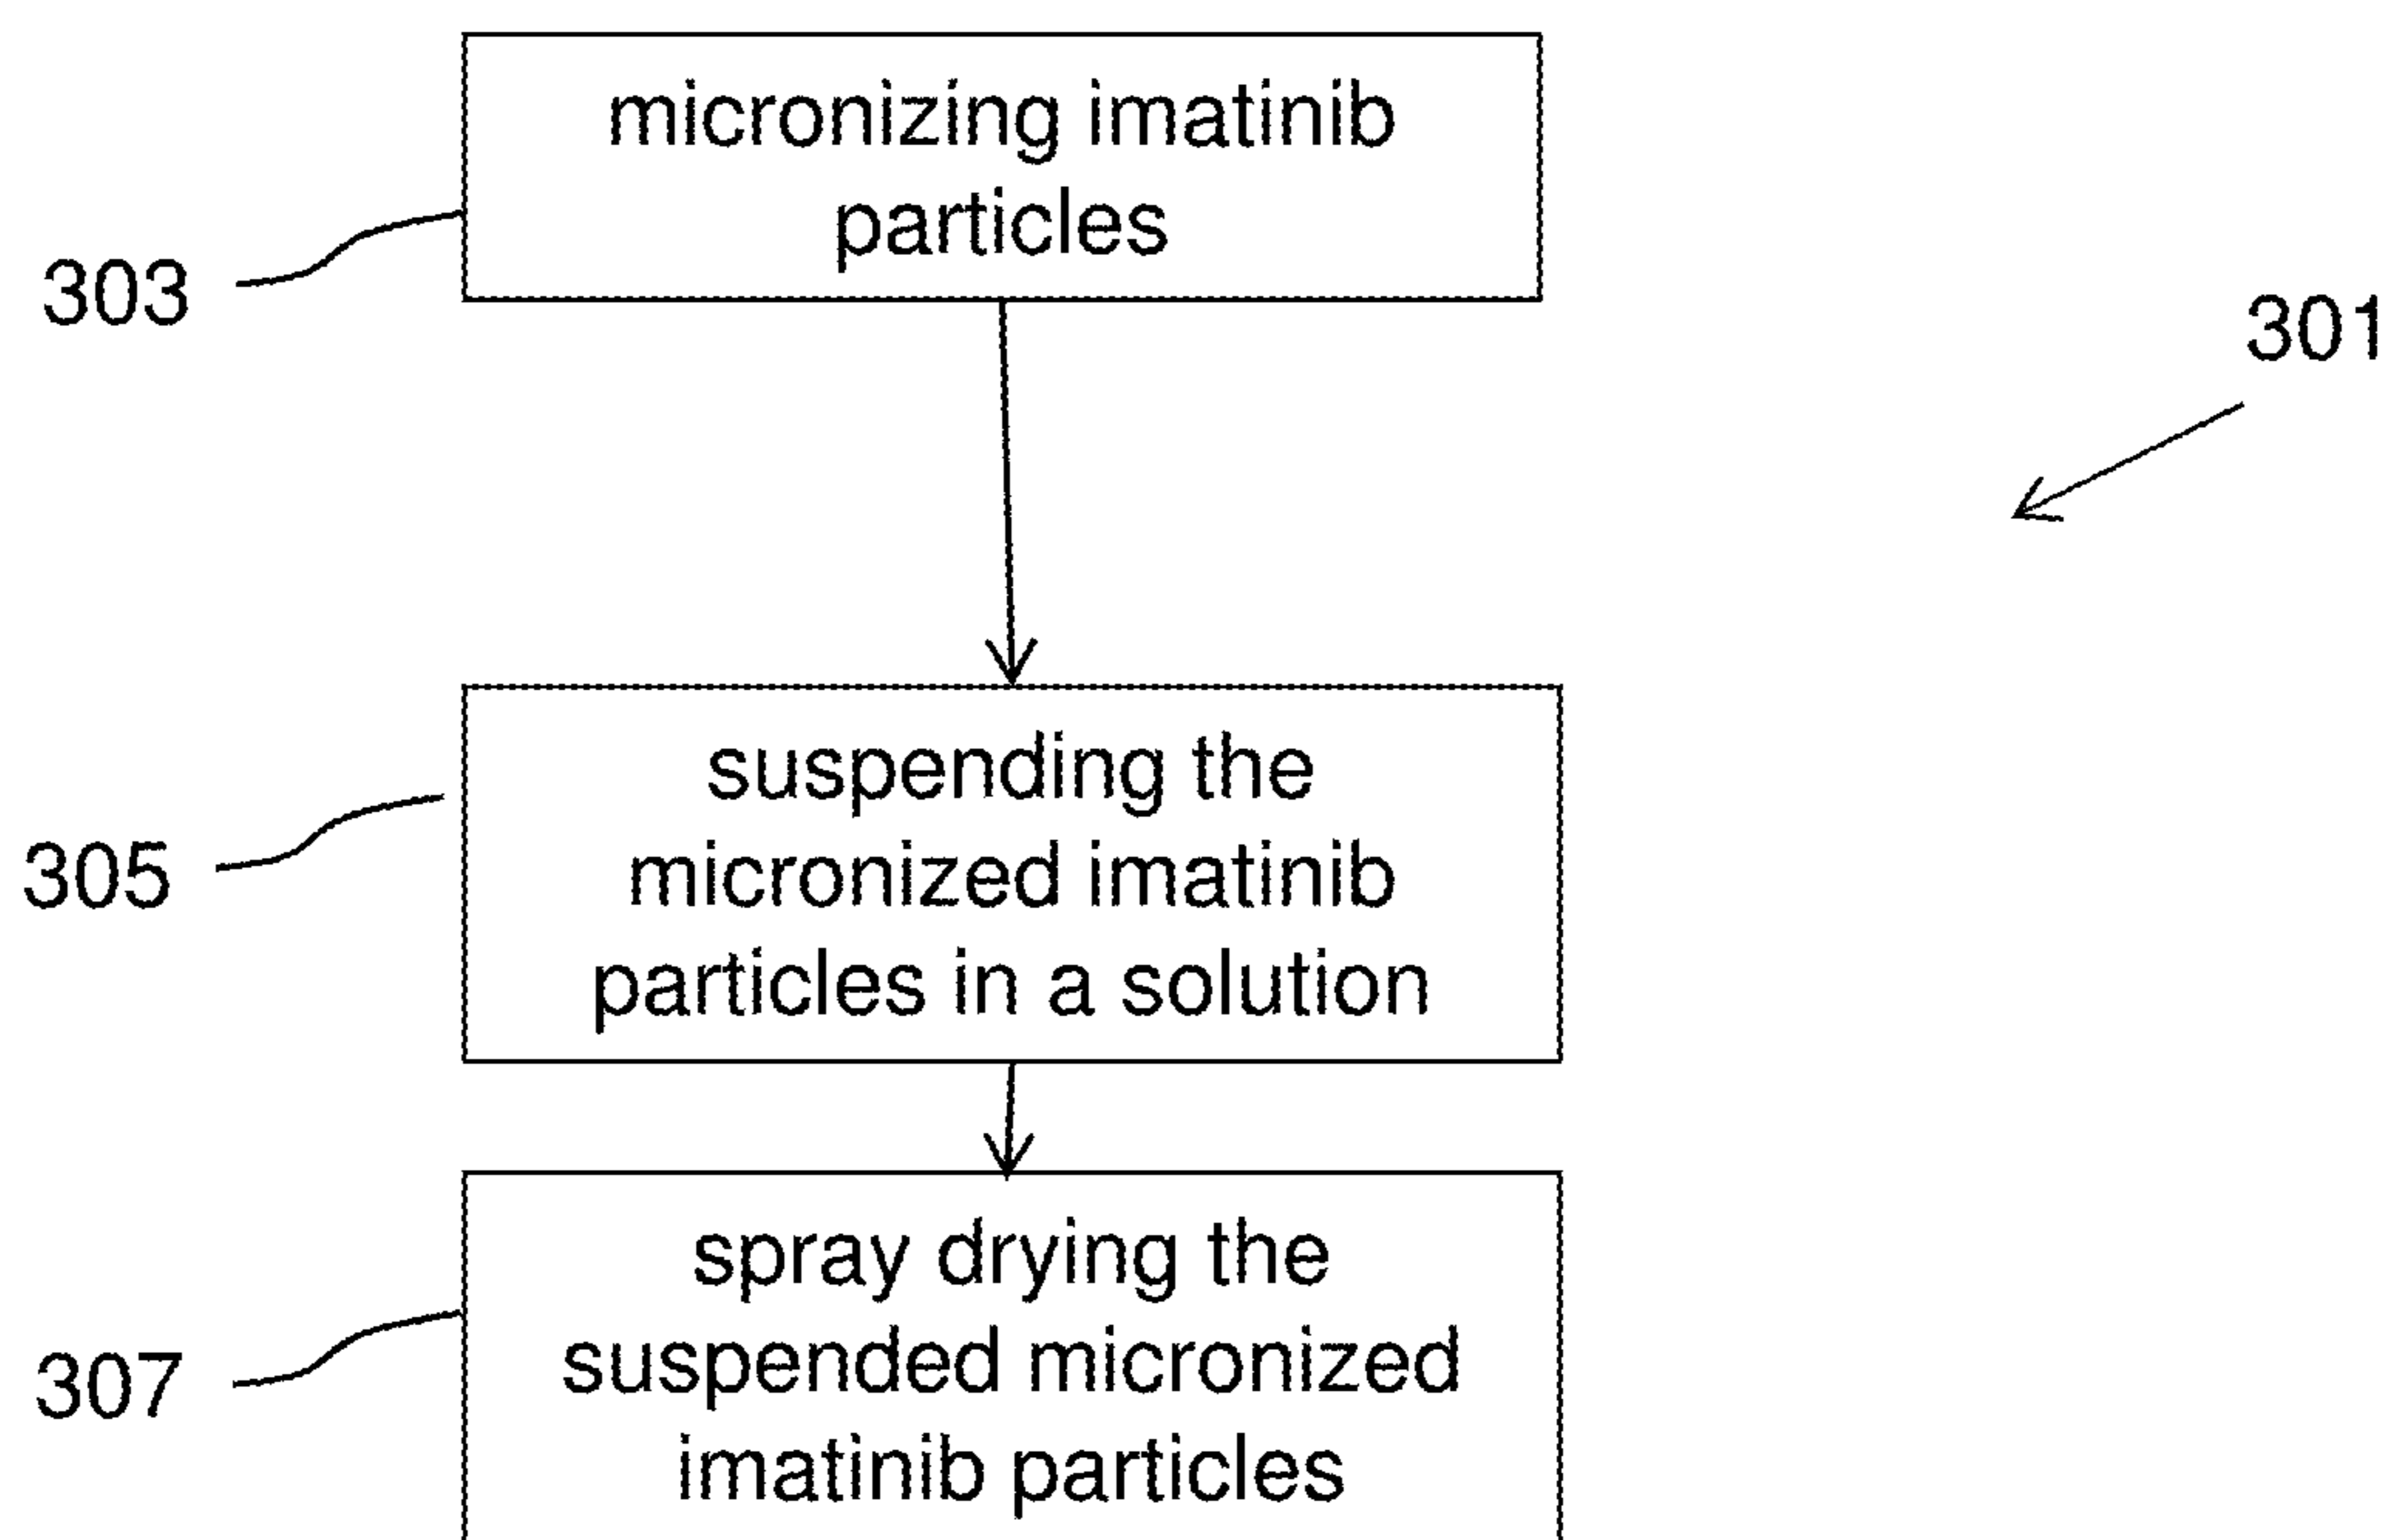 micronizing imatinib
particles
303
301
suspending the
micronized imatinib
particles in a solution
305
spray drying the
suspended micronized
imatinib particles
307